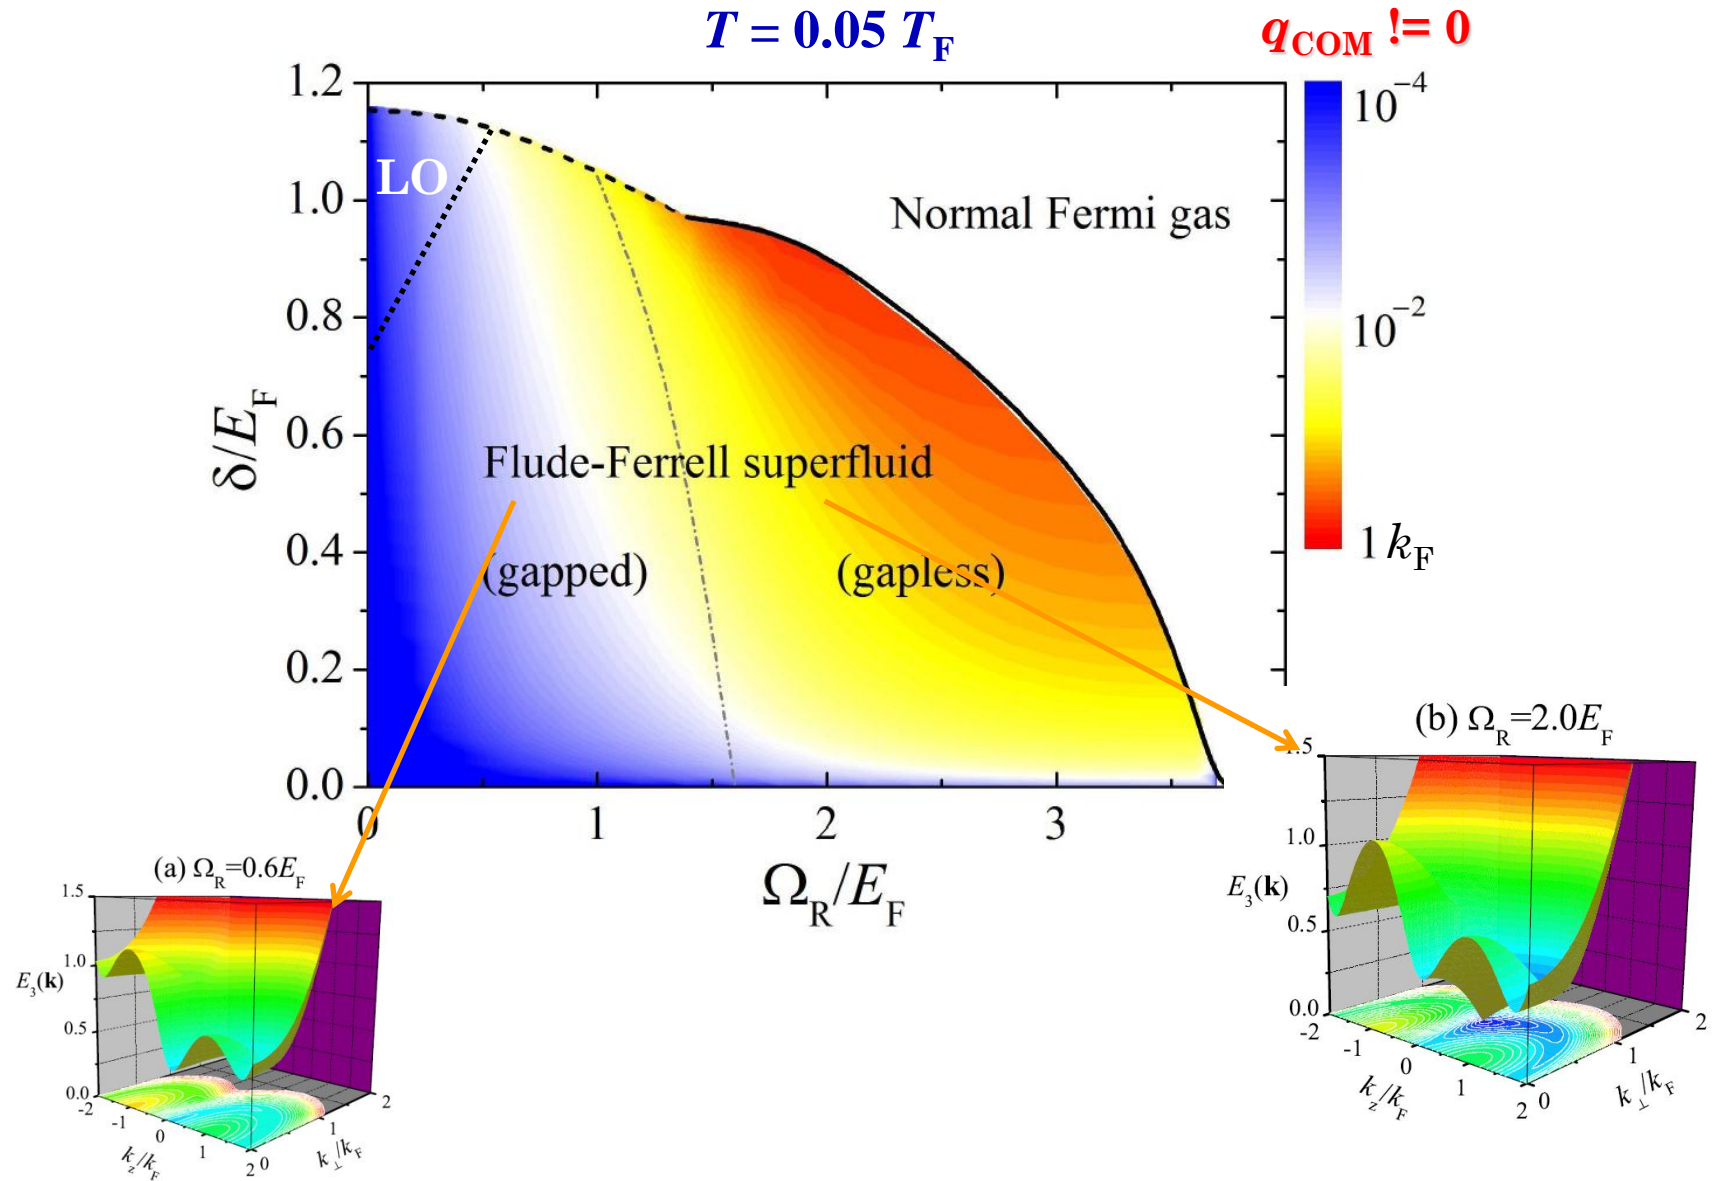 T = 0.05 T_F
q_COM != 0
1.2
1.0
0.8
0.6
0.4
0.2
0.0
δ/E_F
LO
Normal Fermi gas
Flude-Ferrell superfluid
(gapped)
(gapless)
0
1
2
3
Ω_R/E_F
10^−4
10^−2
1 k_F
(a) Ω_R=0.6E_F
1.5
1.0
0.5
0.0
E_3(k)
-2
-1
0
1
2
k_z/k_F
0
1
2
k_⊥/k_F
(b) Ω_R=2.0E_F
1.5
1.0
0.5
0.0
E_3(k)
-2
-1
0
1
2
k_z/k_F
0
1
2
k_⊥/k_F